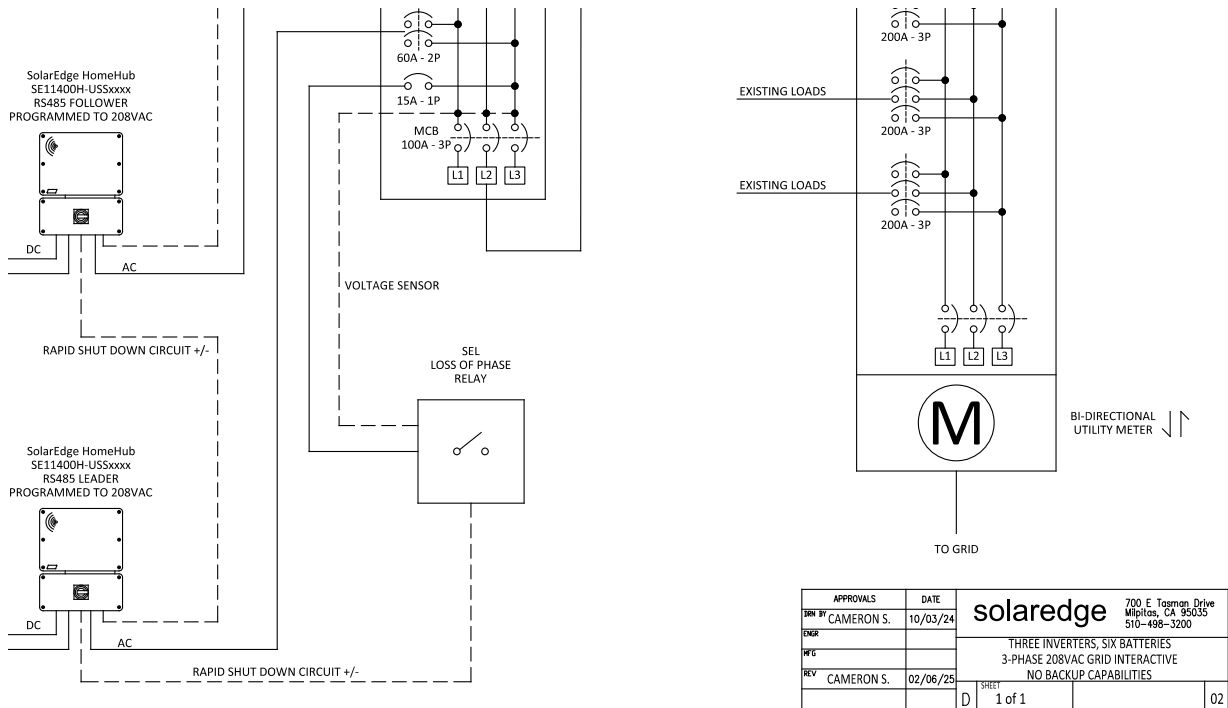 SolarEdge HomeHub
SE11400H-USSxxxx
RS485 FOLLOWER
PROGRAMMED TO 208VAC
DC
AC
RAPID SHUT DOWN CIRCUIT +/-
SolarEdge HomeHub
SE11400H-USSxxxx
RS485 LEADER
PROGRAMMED TO 208VAC
DC
AC
RAPID SHUT DOWN CIRCUIT +/-
60A - 2P
15A - 1P
MCB
100A - 3P
L1 L2 L3
VOLTAGE SENSOR
SEL
LOSS OF PHASE
RELAY
200A - 3P
EXISTING LOADS
200A - 3P
EXISTING LOADS
200A - 3P
L1 L2 L3
M
BI-DIRECTIONAL
UTILITY METER
TO GRID
APPROVALS DATE
DRN BY CAMERON S. 10/03/24
ENGR
MFG
REV CAMERON S. 02/06/25
solaredge
700 E Tasman Drive
Milpitas, CA 95035
510-498-3200
THREE INVERTERS, SIX BATTERIES
3-PHASE 208VAC GRID INTERACTIVE
NO BACKUP CAPABILITIES
D
SHEET
1 of 1
02